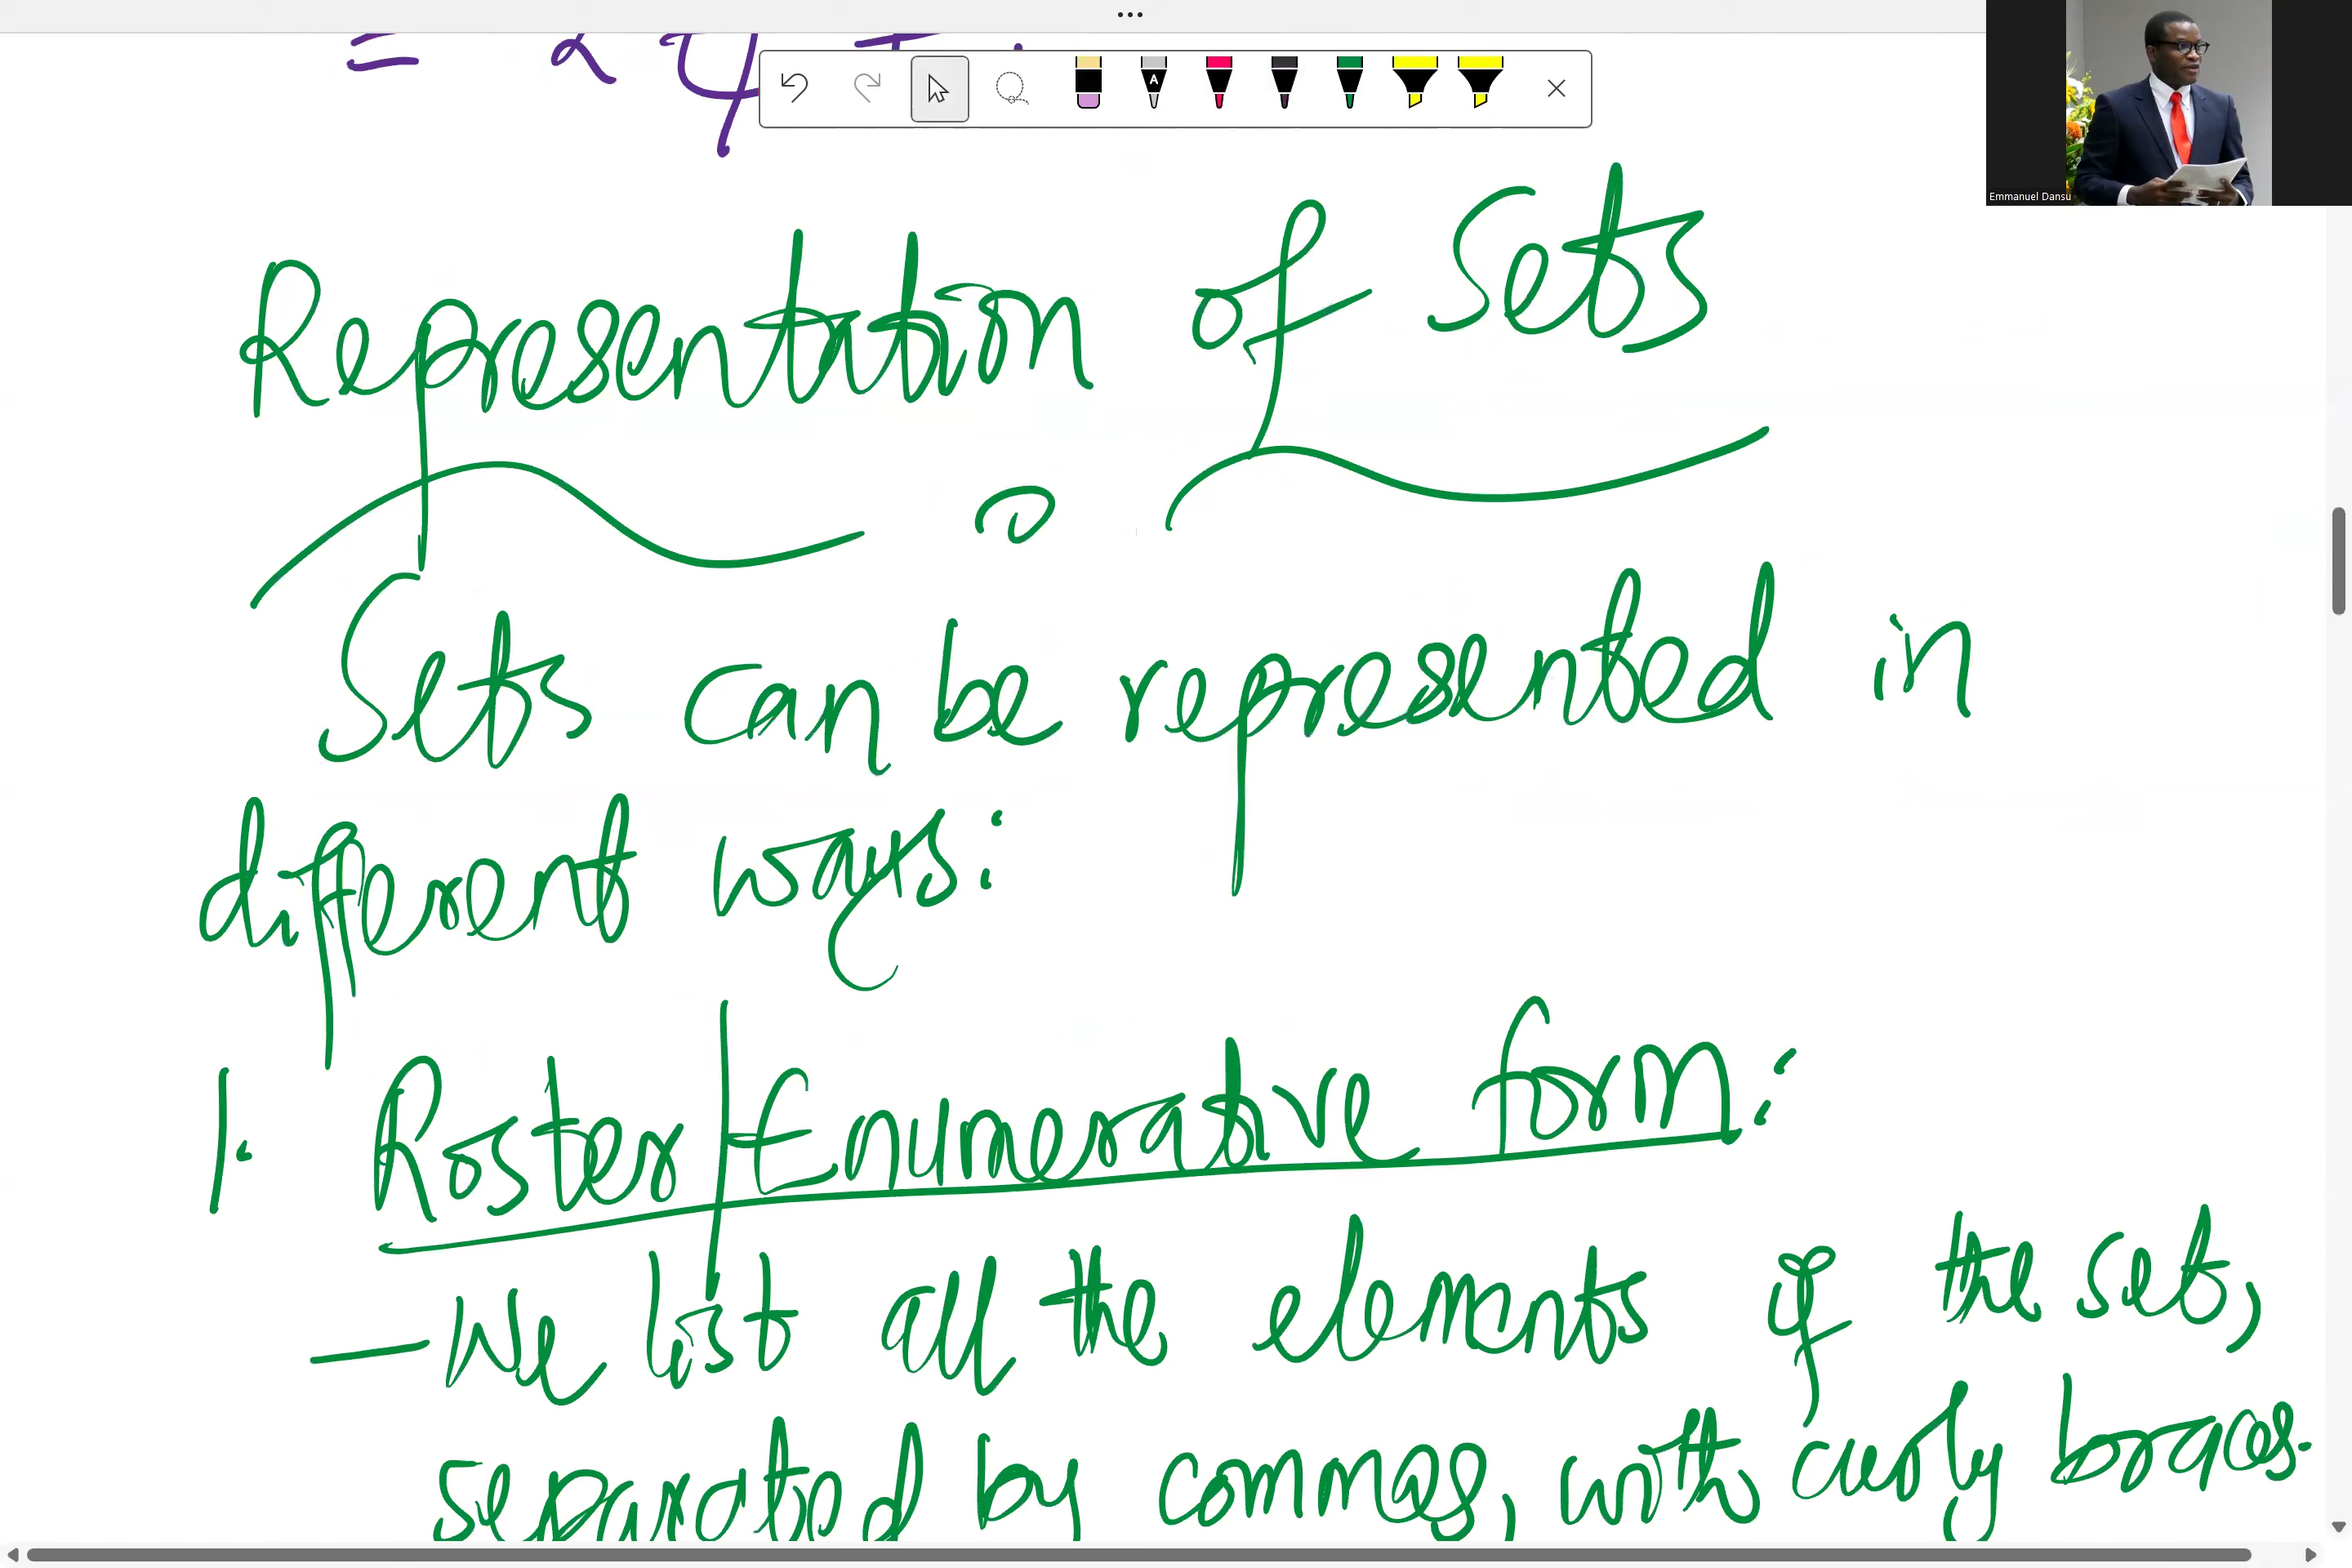 Emmanuel Dansu
Representation of Sets
Sets can be represented in
different ways:
1. Roster/Enumerative form:
— We list all the elements of the set,
separated by commas, with curly braces.